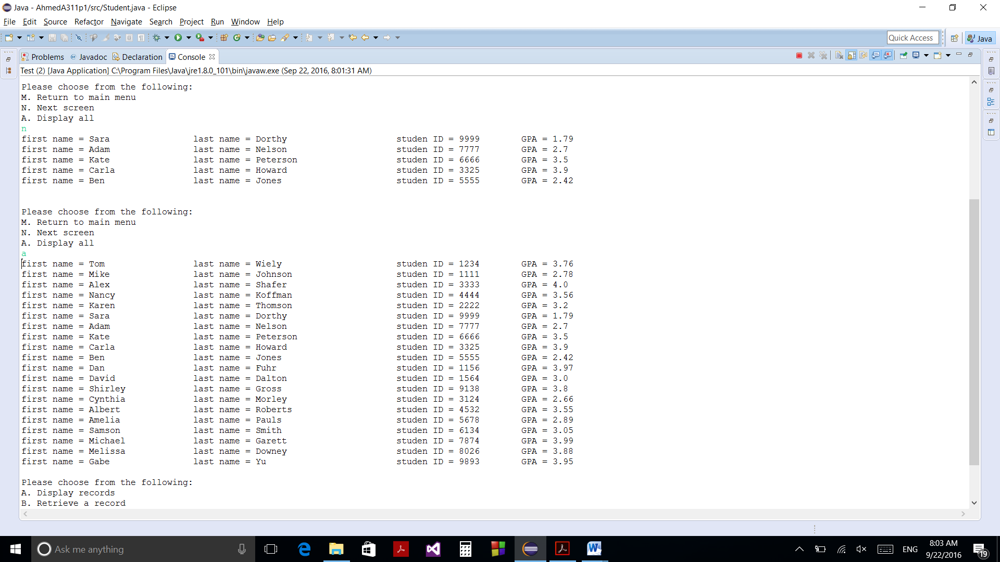 Java - AhmedA311p1/src/Student.java - Eclipse
File Edit Source Refactor Navigate Search Project Run Window Help
Quick Access Java
Problems @ Javadoc Declaration Console
Test (2) [Java Application] C:\Program Files\Java\jre1.8.0_101\bin\javaw.exe (Sep 22, 2016, 8:01:31 AM)
Please choose from the following:
M. Return to main menu
N. Next screen
A. Display all
n
first name = Sara last name = Dorthy studen ID = 9999 GPA = 1.79
first name = Adam last name = Nelson studen ID = 7777 GPA = 2.7
first name = Kate last name = Peterson studen ID = 6666 GPA = 3.5
first name = Carla last name = Howard studen ID = 3325 GPA = 3.9
first name = Ben last name = Jones studen ID = 5555 GPA = 2.42
Please choose from the following:
M. Return to main menu
N. Next screen
A. Display all
a
first name = Tom last name = Wiely studen ID = 1234 GPA = 3.76
first name = Mike last name = Johnson studen ID = 1111 GPA = 2.78
first name = Alex last name = Shafer studen ID = 3333 GPA = 4.0
first name = Nancy last name = Koffman studen ID = 4444 GPA = 3.56
first name = Karen last name = Thomson studen ID = 2222 GPA = 3.2
first name = Sara last name = Dorthy studen ID = 9999 GPA = 1.79
first name = Adam last name = Nelson studen ID = 7777 GPA = 2.7
first name = Kate last name = Peterson studen ID = 6666 GPA = 3.5
first name = Carla last name = Howard studen ID = 3325 GPA = 3.9
first name = Ben last name = Jones studen ID = 5555 GPA = 2.42
first name = Dan last name = Fuhr studen ID = 1156 GPA = 3.97
first name = David last name = Dalton studen ID = 1564 GPA = 3.0
first name = Shirley last name = Gross studen ID = 9138 GPA = 3.8
first name = Cynthia last name = Morley studen ID = 3124 GPA = 2.66
first name = Albert last name = Roberts studen ID = 4532 GPA = 3.55
first name = Amelia last name = Pauls studen ID = 5678 GPA = 2.89
first name = Samson last name = Smith studen ID = 6134 GPA = 3.05
first name = Michael last name = Garett studen ID = 7874 GPA = 3.99
first name = Melissa last name = Downey studen ID = 8026 GPA = 3.88
first name = Gabe last name = Yu studen ID = 9893 GPA = 3.95
Please choose from the following:
A. Display records
B. Retrieve a record
Ask me anything
ENG
8:03 AM
9/22/2016
19